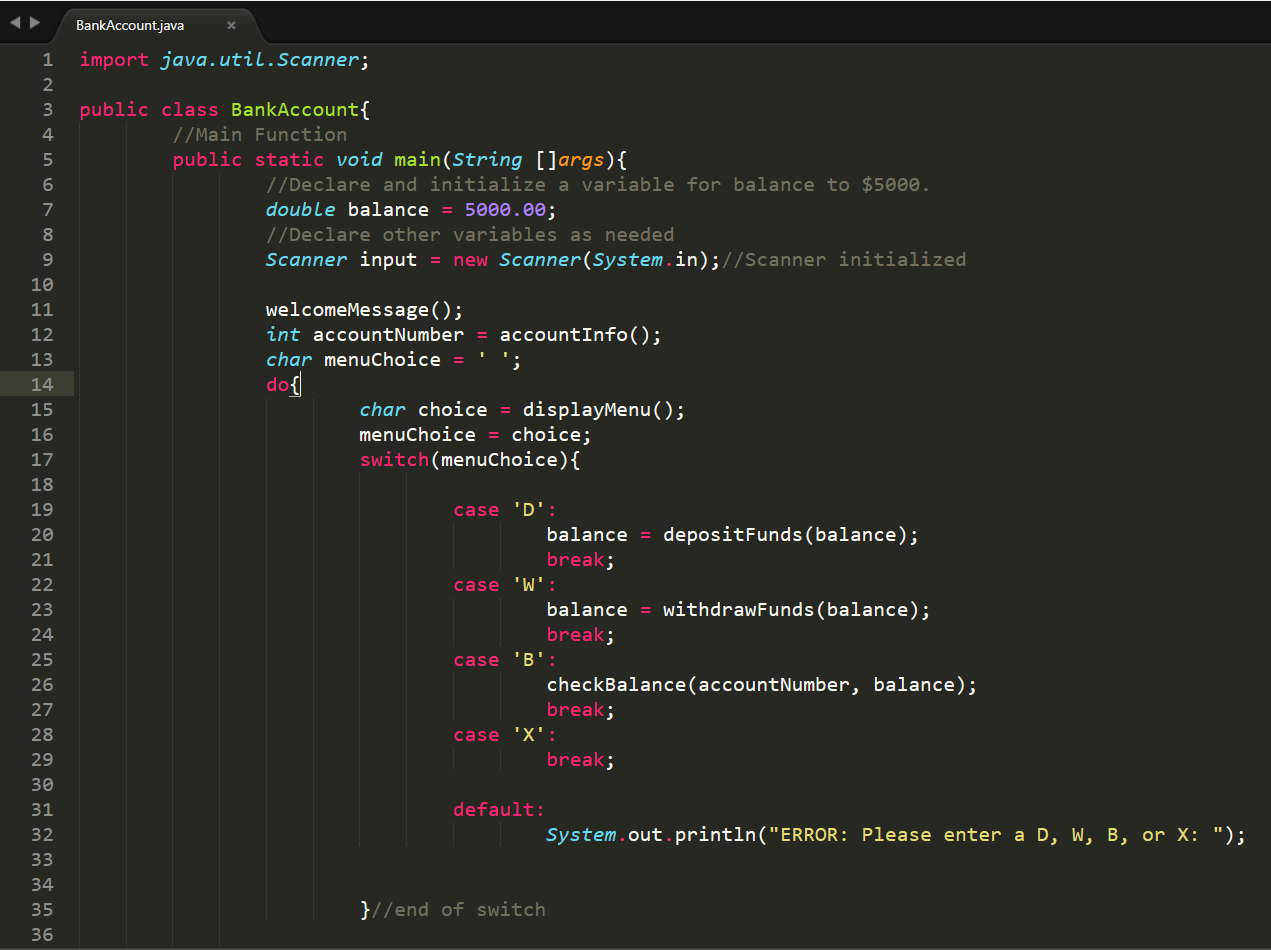 BankAccount.java ×
1 import java.util.Scanner;
2
3 public class BankAccount{
4 //Main Function
5 public static void main(String []args){
6 //Declare and initialize a variable for balance to $5000.
7 double balance = 5000.00;
8 //Declare other variables as needed
9 Scanner input = new Scanner(System.in);//Scanner initialized
10
11 welcomeMessage();
12 int accountNumber = accountInfo();
13 char menuChoice = ' ';
14 do{
15 char choice = displayMenu();
16 menuChoice = choice;
17 switch(menuChoice){
18
19 case 'D':
20 balance = depositFunds(balance);
21 break;
22 case 'W':
23 balance = withdrawFunds(balance);
24 break;
25 case 'B':
26 checkBalance(accountNumber, balance);
27 break;
28 case 'X':
29 break;
30
31 default:
32 System.out.println("ERROR: Please enter a D, W, B, or X: ");
33
34
35 }//end of switch
36